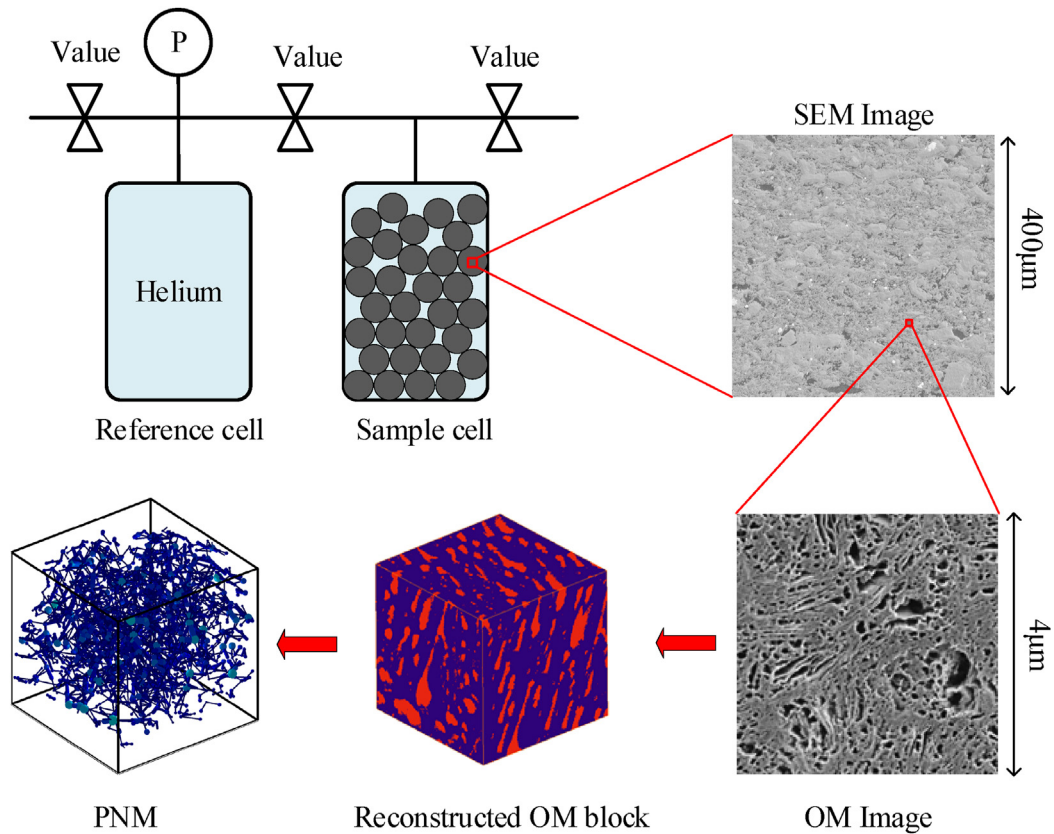 Value
P
Value
Value
SEM Image
400μm
Helium
Reference cell
Sample cell
4μm
PNM
Reconstructed OM block
OM Image